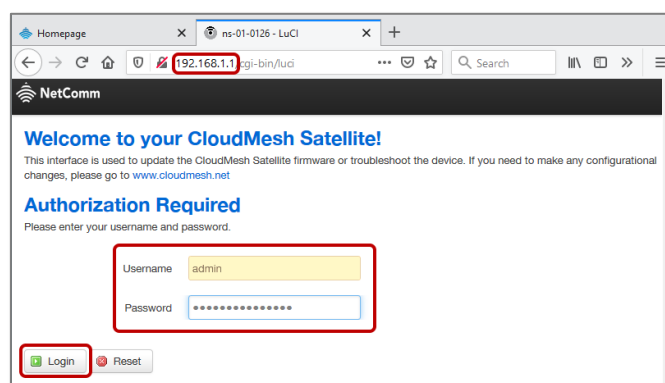 Homepage
ns-01-0126 - LuCI
192.168.1.1/cgi-bin/luci
Search
NetComm
Welcome to your CloudMesh Satellite!
This interface is used to update the CloudMesh Satellite firmware or troubleshoot the device. If you need to make any configurational
changes, please go to www.cloudmesh.net
Authorization Required
Please enter your username and password.
Username admin
Password •••••••••••••••
Login Reset